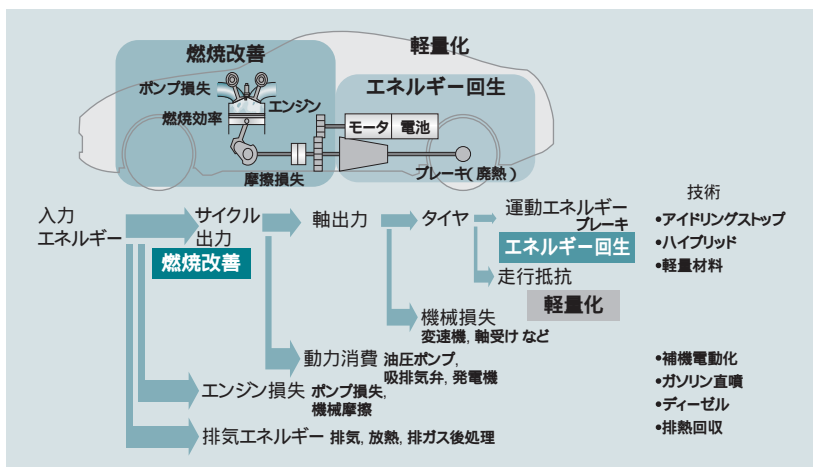 燃焼改善
軽量化
ポンプ損失
エネルギー回生
エンジン
燃焼効率
モータ 電池
摩擦損失
ブレーキ(廃熱)
技術
入力
エネルギー
サイクル
出力
軸出力
タイヤ
運動エネルギー
ブレーキ
燃焼改善
エネルギー回生
走行抵抗
軽量化
•アイドリングストップ
•ハイブリッド
•軽量材料
機械損失
変速機, 軸受け など
動力消費 油圧ポンプ,
吸排気弁, 発電機
エンジン損失 ポンプ損失,
機械摩擦
排気エネルギー 排気, 放熱, 排ガス後処理
•補機電動化
•ガソリン直噴
•ディーゼル
•排熱回収